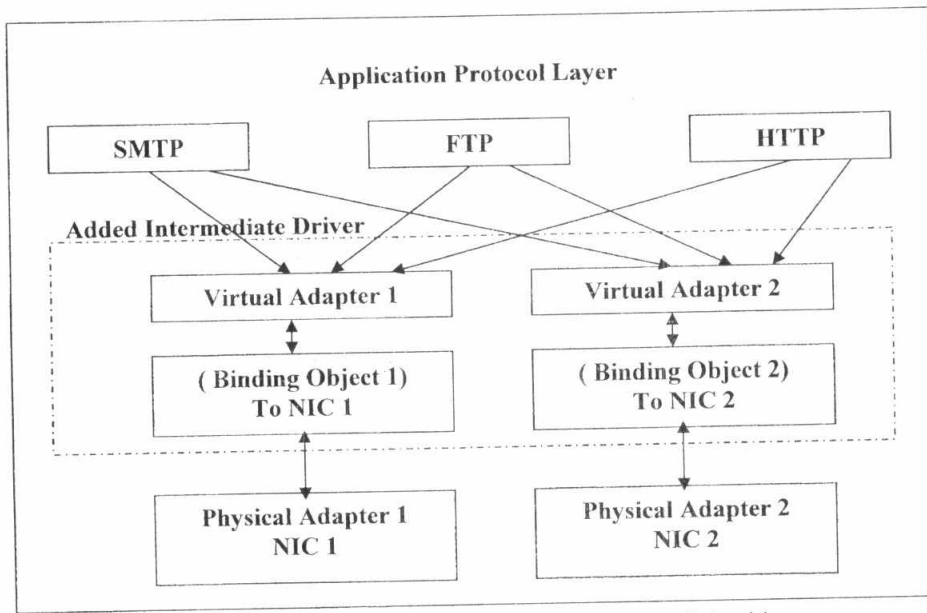 Application Protocol Layer
SMTP
FTP
HTTP
Added Intermediate Driver
Virtual Adapter 1
Virtual Adapter 2
( Binding Object 1)
To NIC 1
( Binding Object 2)
To NIC 2
Physical Adapter 1
NIC 1
Physical Adapter 2
NIC 2